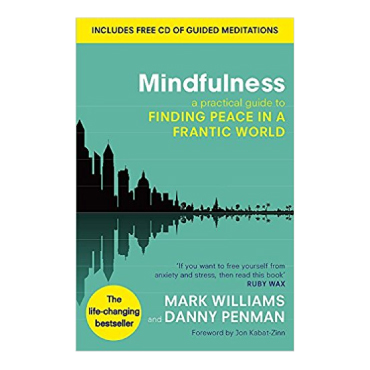 INCLUDES FREE CD OF GUIDED MEDITATIONS
Mindfulness
a practical guide to
FINDING PEACE IN A
FRANTIC WORLD
'If you want to free yourself from
anxiety and stress, then read this book'
RUBY WAX
The
life-changing
bestseller
MARK WILLIAMS
and DANNY PENMAN
Foreword by Jon Kabat-Zinn